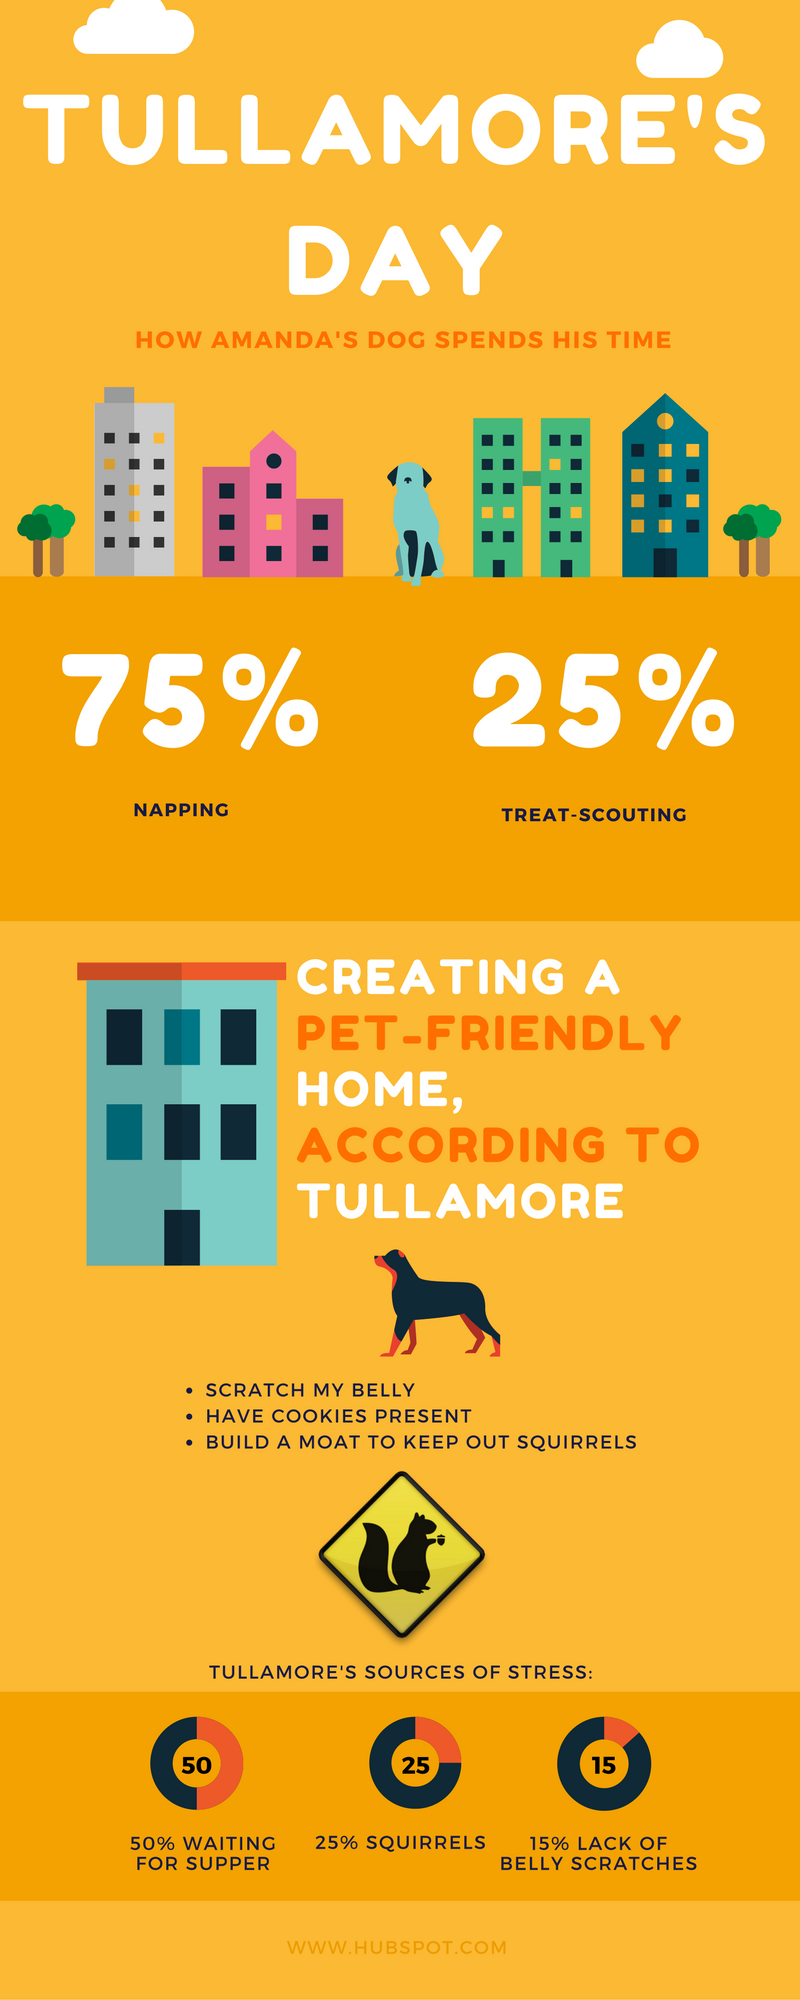 TULLAMORE'S
DAY
HOW AMANDA'S DOG SPENDS HIS TIME
75% 25%
NAPPING
TREAT-SCOUTING
CREATING A
PET-FRIENDLY
HOME,
ACCORDING TO
TULLAMORE
• SCRATCH MY BELLY
• HAVE COOKIES PRESENT
• BUILD A MOAT TO KEEP OUT SQUIRRELS
TULLAMORE'S SOURCES OF STRESS:
50
25
15
50% WAITING
FOR SUPPER
25% SQUIRRELS
15% LACK OF
BELLY SCRATCHES
WWW.HUBSPOT.COM